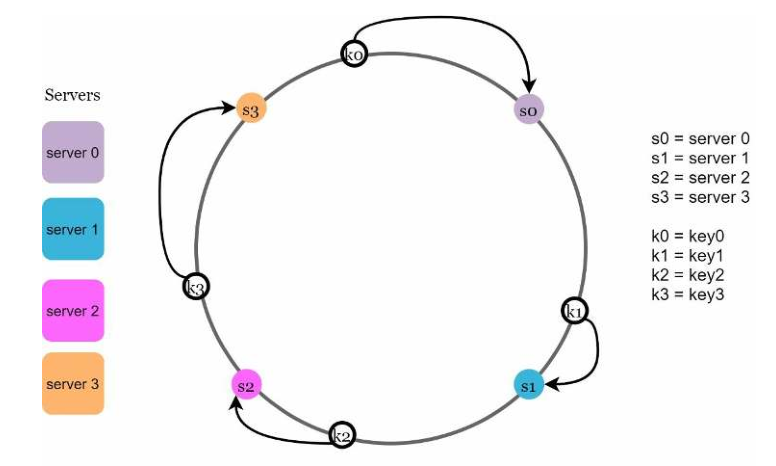 Servers
server 0
server 1
server 2
server 3
k0
s0
s3
k3
k1
s2
s1
k2
s0 = server 0
s1 = server 1
s2 = server 2
s3 = server 3
k0 = key0
k1 = key1
k2 = key2
k3 = key3